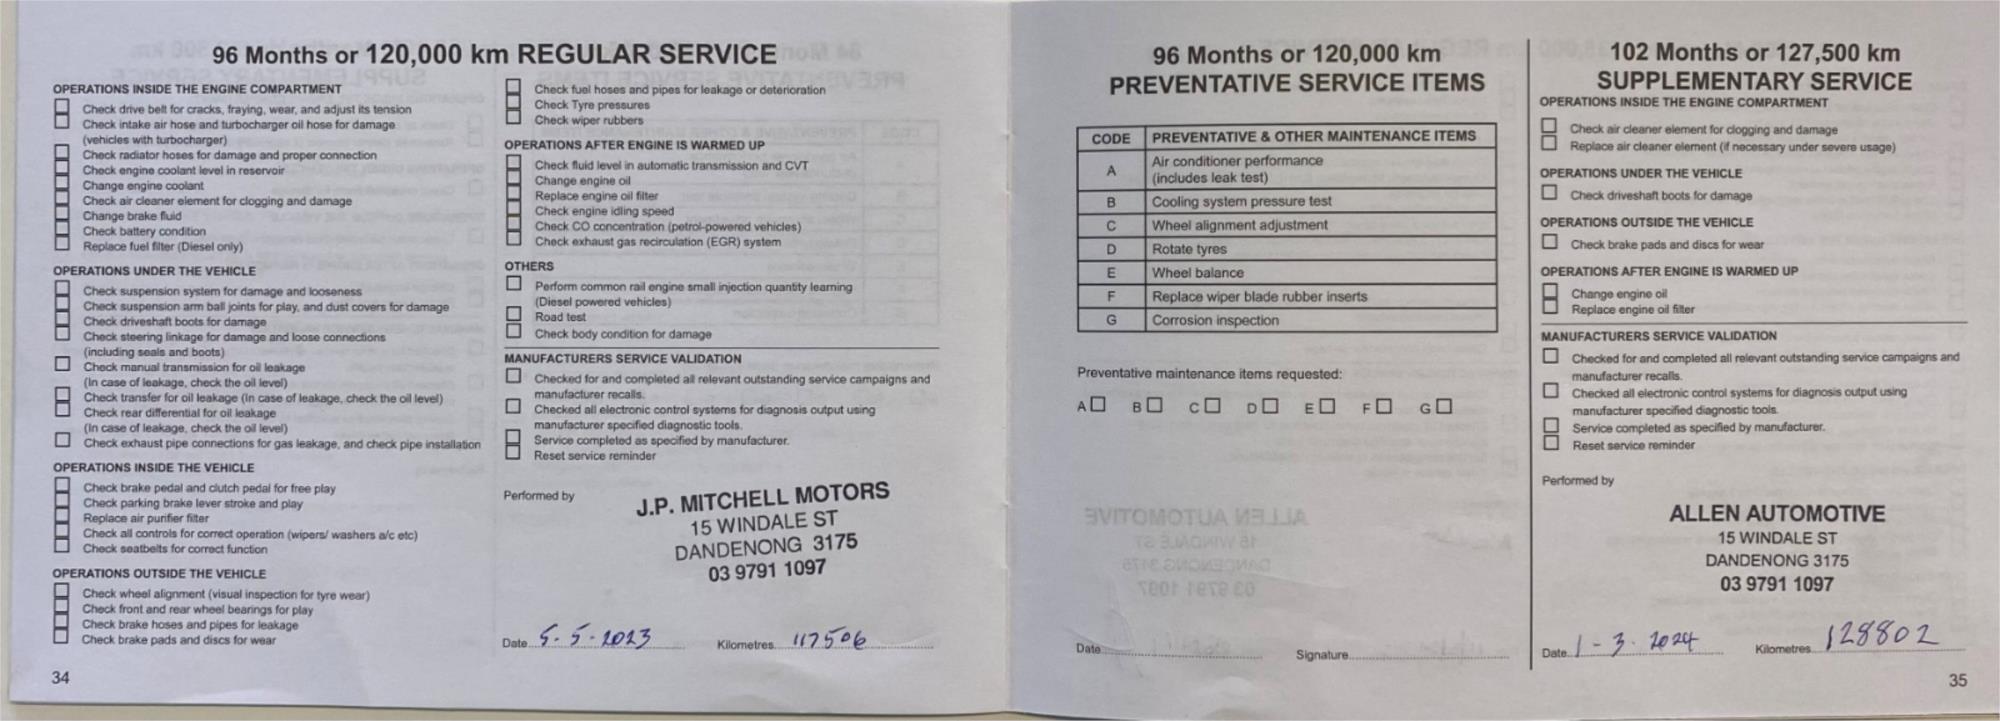 96 Months or 120,000 km REGULAR SERVICE
OPERATIONS INSIDE THE ENGINE COMPARTMENT
Check drive belt for cracks, fraying, wear, and adjust its tension
Check intake air hose and turbocharger oil hose for damage
(vehicles with turbocharger)
Check radiator hoses for damage and proper connection
Check engine coolant level in reservoir
Change engine coolant
Check air cleaner element for clogging and damage
Change brake fluid
Check battery condition
Replace fuel filter (Diesel only)
OPERATIONS UNDER THE VEHICLE
Check suspension system for damage and looseness
Check suspension arm ball joints for play, and dust covers for damage
Check driveshaft boots for damage
Check steering linkage for damage and loose connections
(including seals and boots)
Check manual transmission for oil leakage
(In case of leakage, check the oil level)
Check transfer for oil leakage (In case of leakage, check the oil level)
Check rear differential for oil leakage
(In case of leakage, check the oil level)
Check exhaust pipe connections for gas leakage, and check pipe installation
OPERATIONS INSIDE THE VEHICLE
Check brake pedal and clutch pedal for free play
Check parking brake lever stroke and play
Replace air purifier filter
Check all controls for correct operation (wipers/ washers a/c etc)
Check seatbelts for correct function
OPERATIONS OUTSIDE THE VEHICLE
Check wheel alignment (visual inspection for tyre wear)
Check front and rear wheel bearings for play
Check brake hoses and pipes for leakage
Check brake pads and discs for wear
34
Check fuel hoses and pipes for leakage or deterioration
Check Tyre pressures
Check wiper rubbers
OPERATIONS AFTER ENGINE IS WARMED UP
Check fluid level in automatic transmission and CVT
Change engine oil
Replace engine oil filter
Check engine idling speed
Check CO concentration (petrol-powered vehicles)
Check exhaust gas recirculation (EGR) system
OTHERS
Perform common rail engine small injection quantity learning
(Diesel powered vehicles)
Road test
Check body condition for damage
MANUFACTURERS SERVICE VALIDATION
Checked for and completed all relevant outstanding service campaigns and
manufacturer recalls.
Checked all electronic control systems for diagnosis output using
manufacturer specified diagnostic tools.
Service completed as specified by manufacturer.
Reset service reminder
Performed by
J.P. MITCHELL MOTORS
15 WINDALE ST
DANDENONG 3175
03 9791 1097
Date 5-5-2023 Kilometres 117506
96 Months or 120,000 km
PREVENTATIVE SERVICE ITEMS
CODE PREVENTATIVE & OTHER MAINTENANCE ITEMS
A Air conditioner performance
(includes leak test)
B Cooling system pressure test
C Wheel alignment adjustment
D Rotate tyres
E Wheel balance
F Replace wiper blade rubber inserts
G Corrosion inspection
Preventative maintenance items requested:
A B C D E F G
Date Signature
102 Months or 127,500 km
SUPPLEMENTARY SERVICE
OPERATIONS INSIDE THE ENGINE COMPARTMENT
Check air cleaner element for clogging and damage
Replace air cleaner element (if necessary under severe usage)
OPERATIONS UNDER THE VEHICLE
Check driveshaft boots for damage
OPERATIONS OUTSIDE THE VEHICLE
Check brake pads and discs for wear
OPERATIONS AFTER ENGINE IS WARMED UP
Change engine oil
Replace engine oil filter
MANUFACTURERS SERVICE VALIDATION
Checked for and completed all relevant outstanding service campaigns and
manufacturer recalls.
Checked all electronic control systems for diagnosis output using
manufacturer specified diagnostic tools.
Service completed as specified by manufacturer.
Reset service reminder
Performed by
ALLEN AUTOMOTIVE
15 WINDALE ST
DANDENONG 3175
03 9791 1097
Date 1-3-2024 Kilometres 128802
35